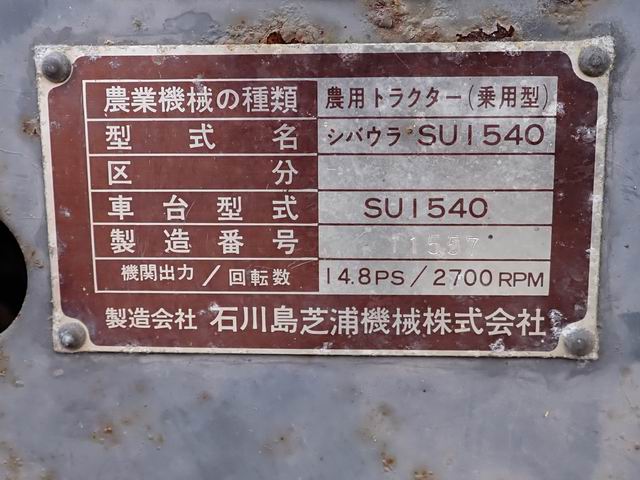 農業機械の種類 農用トラクター(乗用型)
型式名 シバウラ SU1540
区分
車台型式 SU1540
製造番号 11557
機関出力/回転数 14.8PS/2700RPM
製造会社 石川島芝浦機械株式会社